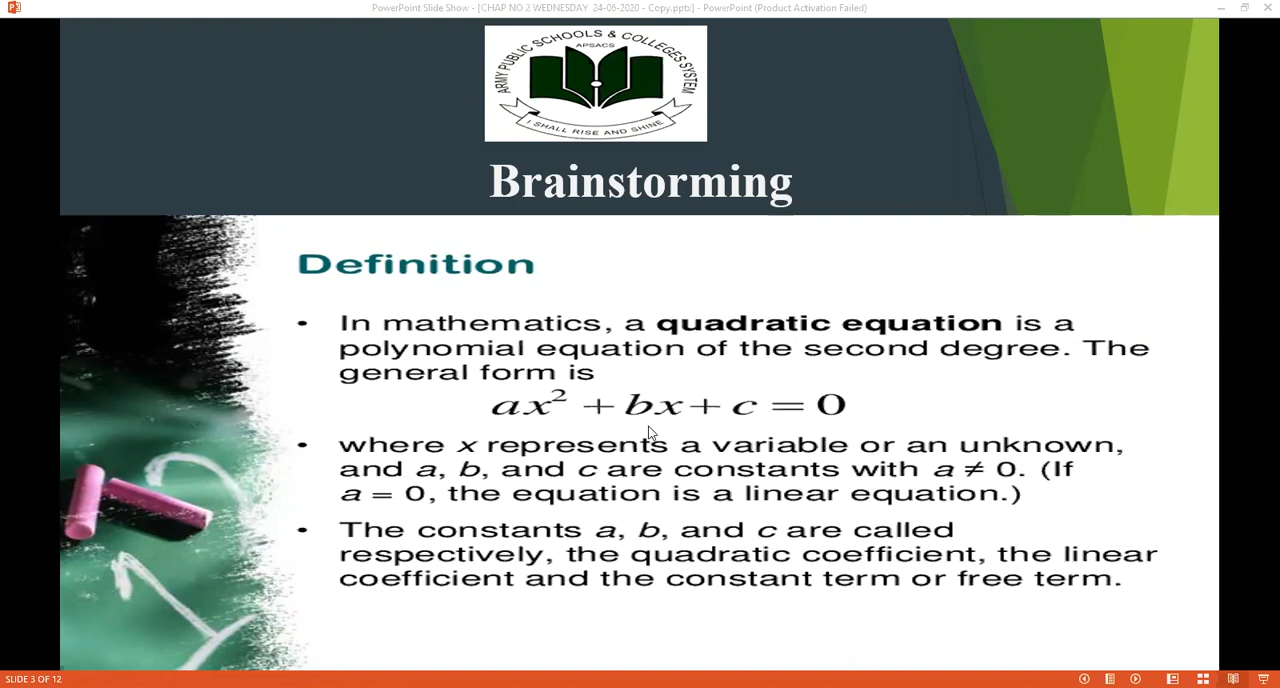 PowerPoint Slide Show - [CHAP NO 2 WEDNESDAY 24-06-2020 - Copy.pptx] - PowerPoint (Product Activation Failed)
ARMY PUBLIC SCHOOLS & COLLEGES SYSTEM
APSACS
I SHALL RISE AND SHINE
Brainstorming
Definition
• In mathematics, a quadratic equation is a
polynomial equation of the second degree. The
general form is
ax² + bx + c = 0
• where x represents a variable or an unknown,
and a, b, and c are constants with a ≠ 0. (If
a = 0, the equation is a linear equation.)
• The constants a, b, and c are called
respectively, the quadratic coefficient, the linear
coefficient and the constant term or free term.
SLIDE 3 OF 12